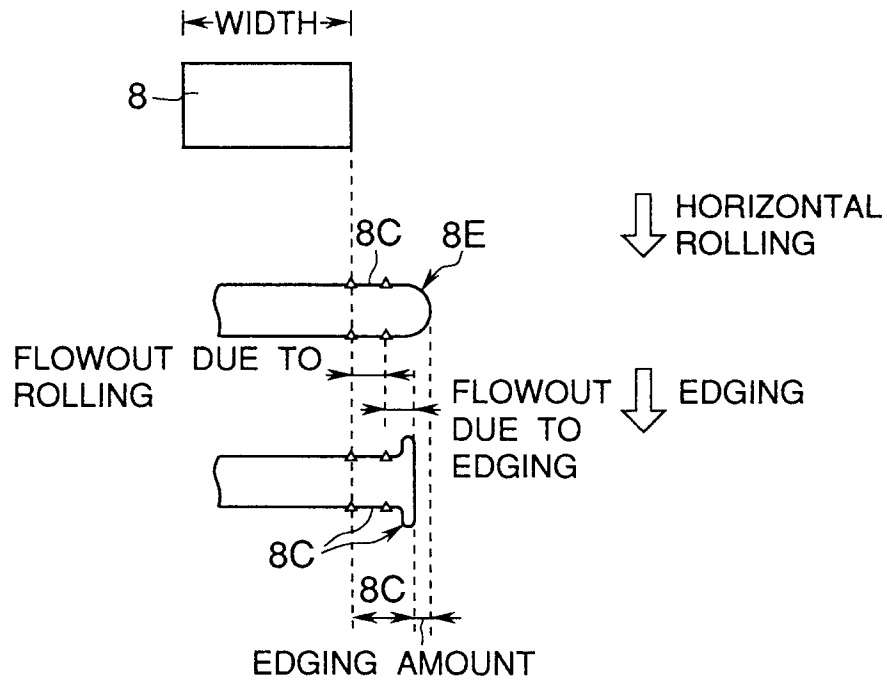 WIDTH
8
HORIZONTAL
ROLLING
8C
8E
FLOWOUT DUE TO
ROLLING
FLOWOUT
DUE TO
EDGING
EDGING
8C
8C
EDGING AMOUNT